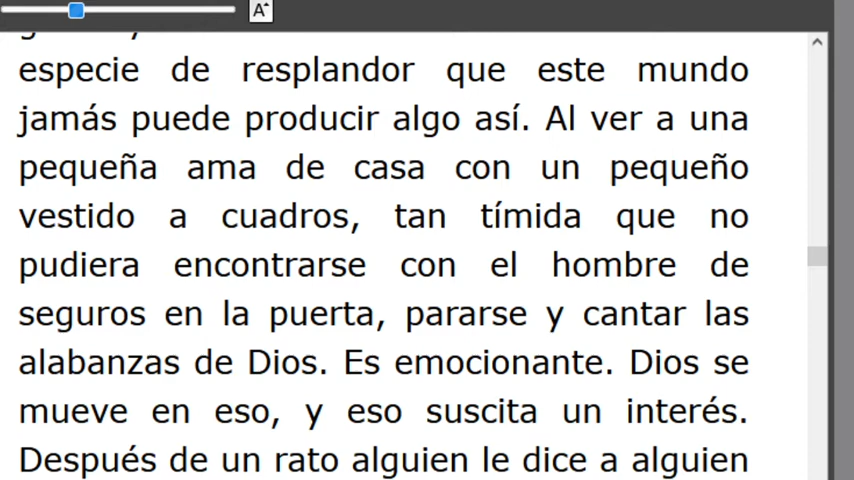 A
especie de resplandor que este mundo
jamás puede producir algo así. Al ver a una
pequeña ama de casa con un pequeño
vestido a cuadros, tan tímida que no
pudiera encontrarse con el hombre de
seguros en la puerta, pararse y cantar las
alabanzas de Dios. Es emocionante. Dios se
mueve en eso, y eso suscita un interés.
Después de un rato alguien le dice a alguien